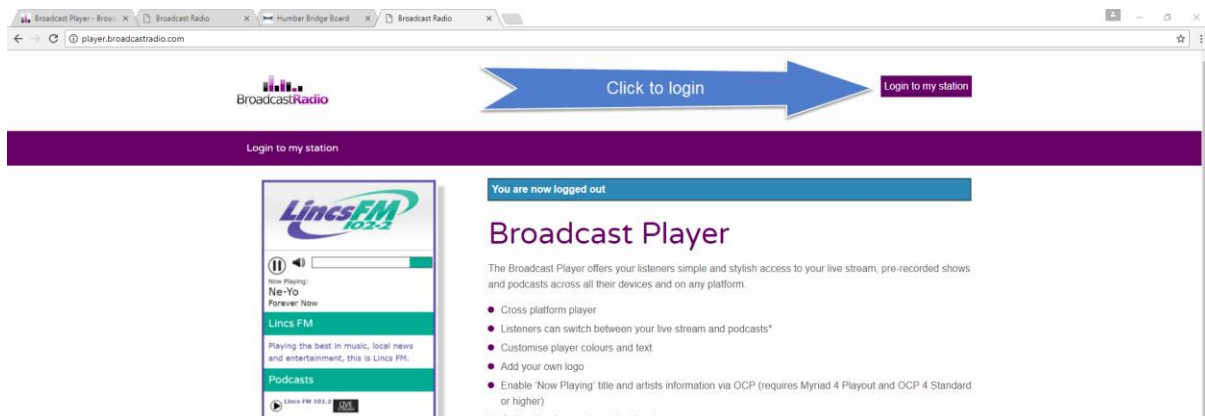 Broadcast Player - Broad
Broadcast Radio
Humber Bridge Board
Broadcast Radio
player.broadcastradio.com
BroadcastRadio
Click to login
Login to my station
Login to my station
LincsFM
102·2
Now Playing:
Ne-Yo
Forever Now
Lincs FM
Playing the best in music, local news
and entertainment, this is Lincs FM.
Podcasts
Lincs FM 102.2
LIVE
You are now logged out
Broadcast Player
The Broadcast Player offers your listeners simple and stylish access to your live stream, pre-recorded shows
and podcasts across all their devices and on any platform.
Cross platform player
Listeners can switch between your live stream and podcasts*
Customise player colours and text
Add your own logo
Enable 'Now Playing' title and artists information via OCP (requires Myriad 4 Playout and OCP 4 Standard
or higher)